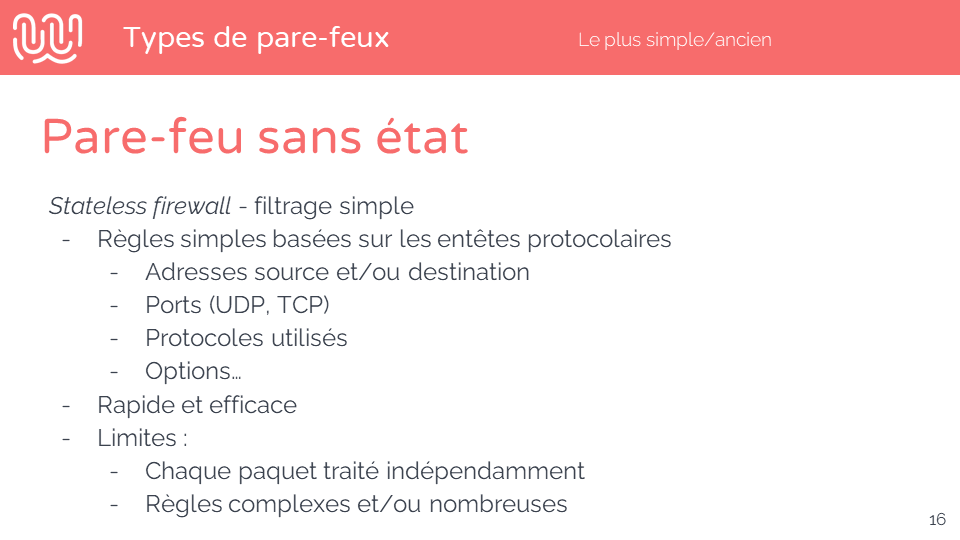 Types de pare-feux
Le plus simple/ancien
Pare-feu sans état
Stateless firewall - filtrage simple
- Règles simples basées sur les entêtes protocolaires
- Adresses source et/ou destination
- Ports (UDP, TCP)
- Protocoles utilisés
- Options…
- Rapide et efficace
- Limites :
- Chaque paquet traité indépendamment
- Règles complexes et/ou nombreuses
16